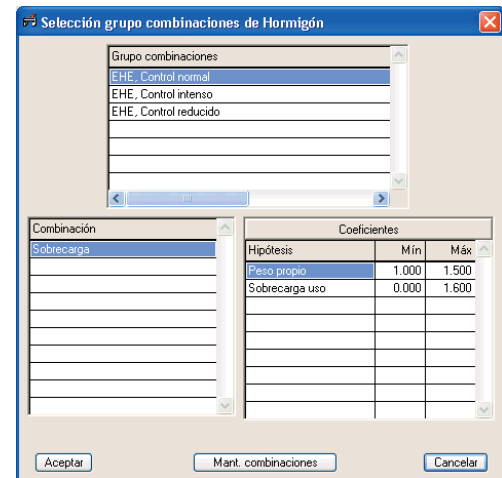 Selección grupo combinaciones de Hormigón
Grupo combinaciones
EHE, Control normal
EHE, Control intenso
EHE, Control reducido
Combinación
Sobrecarga
Coeficientes
Hipótesis Mín Máx
Peso propio 1.000 1.500
Sobrecarga uso 0.000 1.600
Aceptar Mant. combinaciones Cancelar